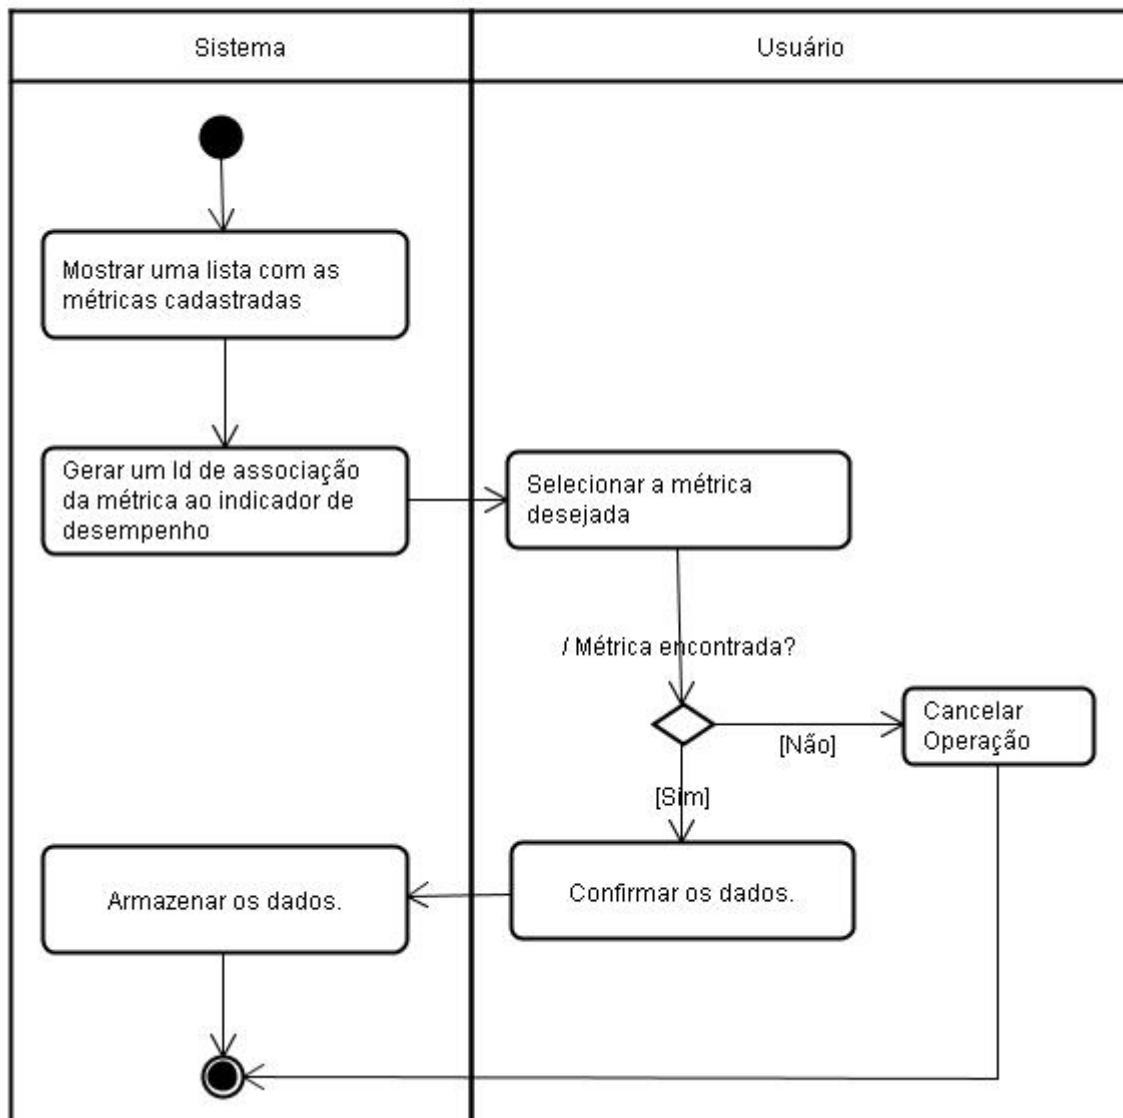 Sistema
Usuário
Mostrar uma lista com as
métricas cadastradas
Gerar um Id de associação
da métrica ao indicador de
desempenho
Selecionar a métrica
desejada
/ Métrica encontrada?
[Não]
Cancelar
Operação
[Sim]
Confirmar os dados.
Armazenar os dados.